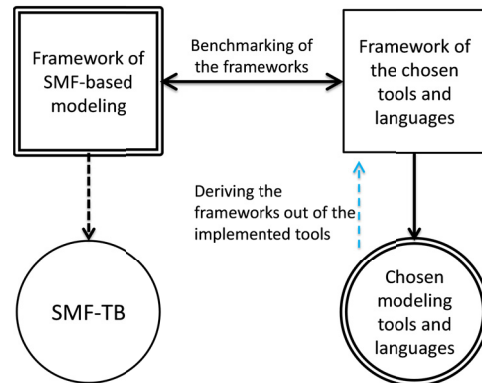 Framework of
SMF-based
modeling
Benchmarking of
the frameworks
Framework of
the chosen
tools and
languages
Deriving the
frameworks out of the
implemented tools
SMF-TB
Chosen
modeling
tools and
languages